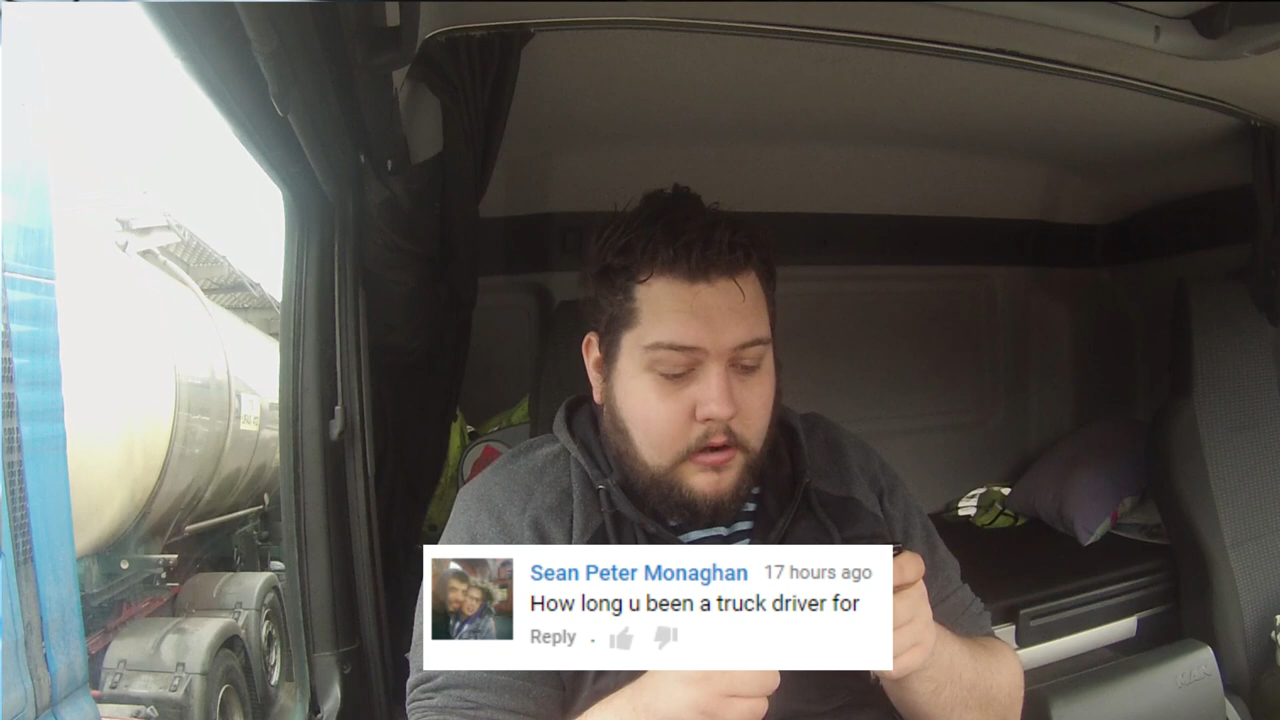 Sean Peter Monaghan 17 hours ago
How long u been a truck driver for
Reply .